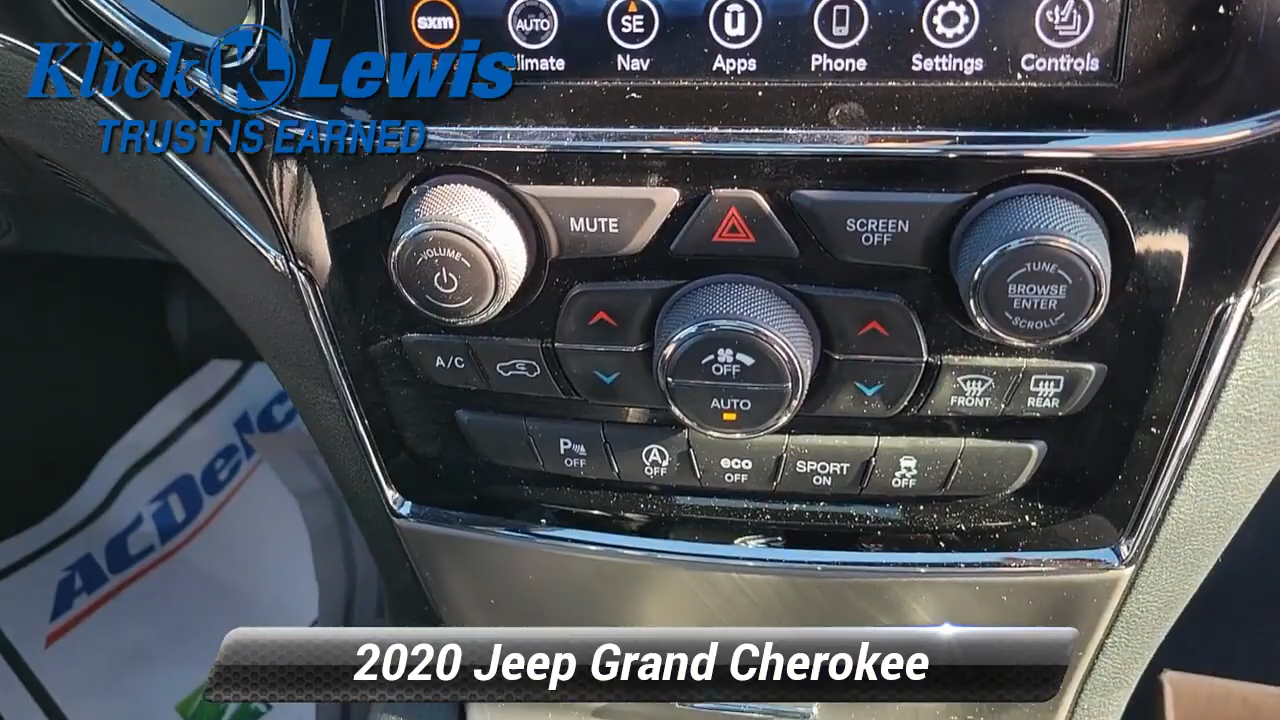 sxm AUTO SE
Climate Nav Apps Phone Settings Controls
Klick Lewis
TRUST IS EARNED
MUTE
SCREEN
OFF
VOLUME
TUNE
BROWSE
ENTER
SCROLL
OFF
AUTO
A/C
FRONT
REAR
P OFF
A OFF
eco OFF
SPORT ON
OFF
ACDelco
2020 Jeep Grand Cherokee